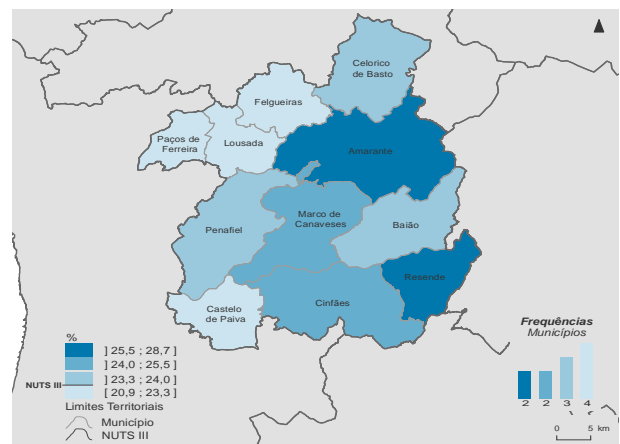 Celorico
de Basto
Felgueiras
Paços de
Ferreira
Lousada
Amarante
Marco de
Canaveses
Penafiel
Baião
Resende
Castelo
de Paiva
Cinfães
%
] 25,5 ; 28,7 ]
] 24,0 ; 25,5 ]
] 23,3 ; 24,0 ]
[ 20,9 ; 23,3 ]
NUTS III
Limites Territoriais
Município
NUTS III
Frequências
Municípios
2 2 3 4
0 5 km